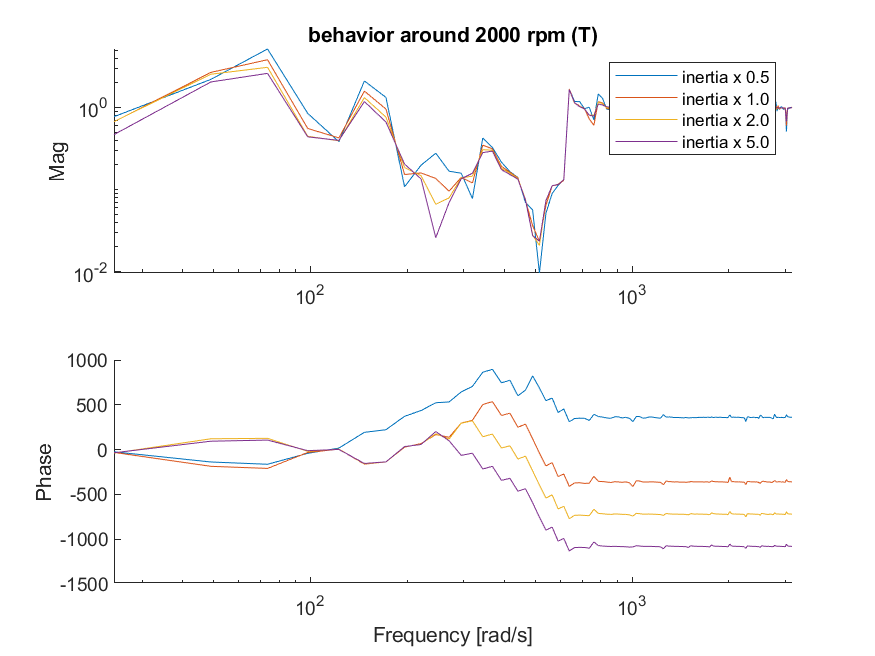 behavior around 2000 rpm (T)
Mag
10^0
10^-2
10^2
10^3
inertia x 0.5
inertia x 1.0
inertia x 2.0
inertia x 5.0
Phase
1000
500
0
-500
-1000
-1500
10^2
10^3
Frequency [rad/s]